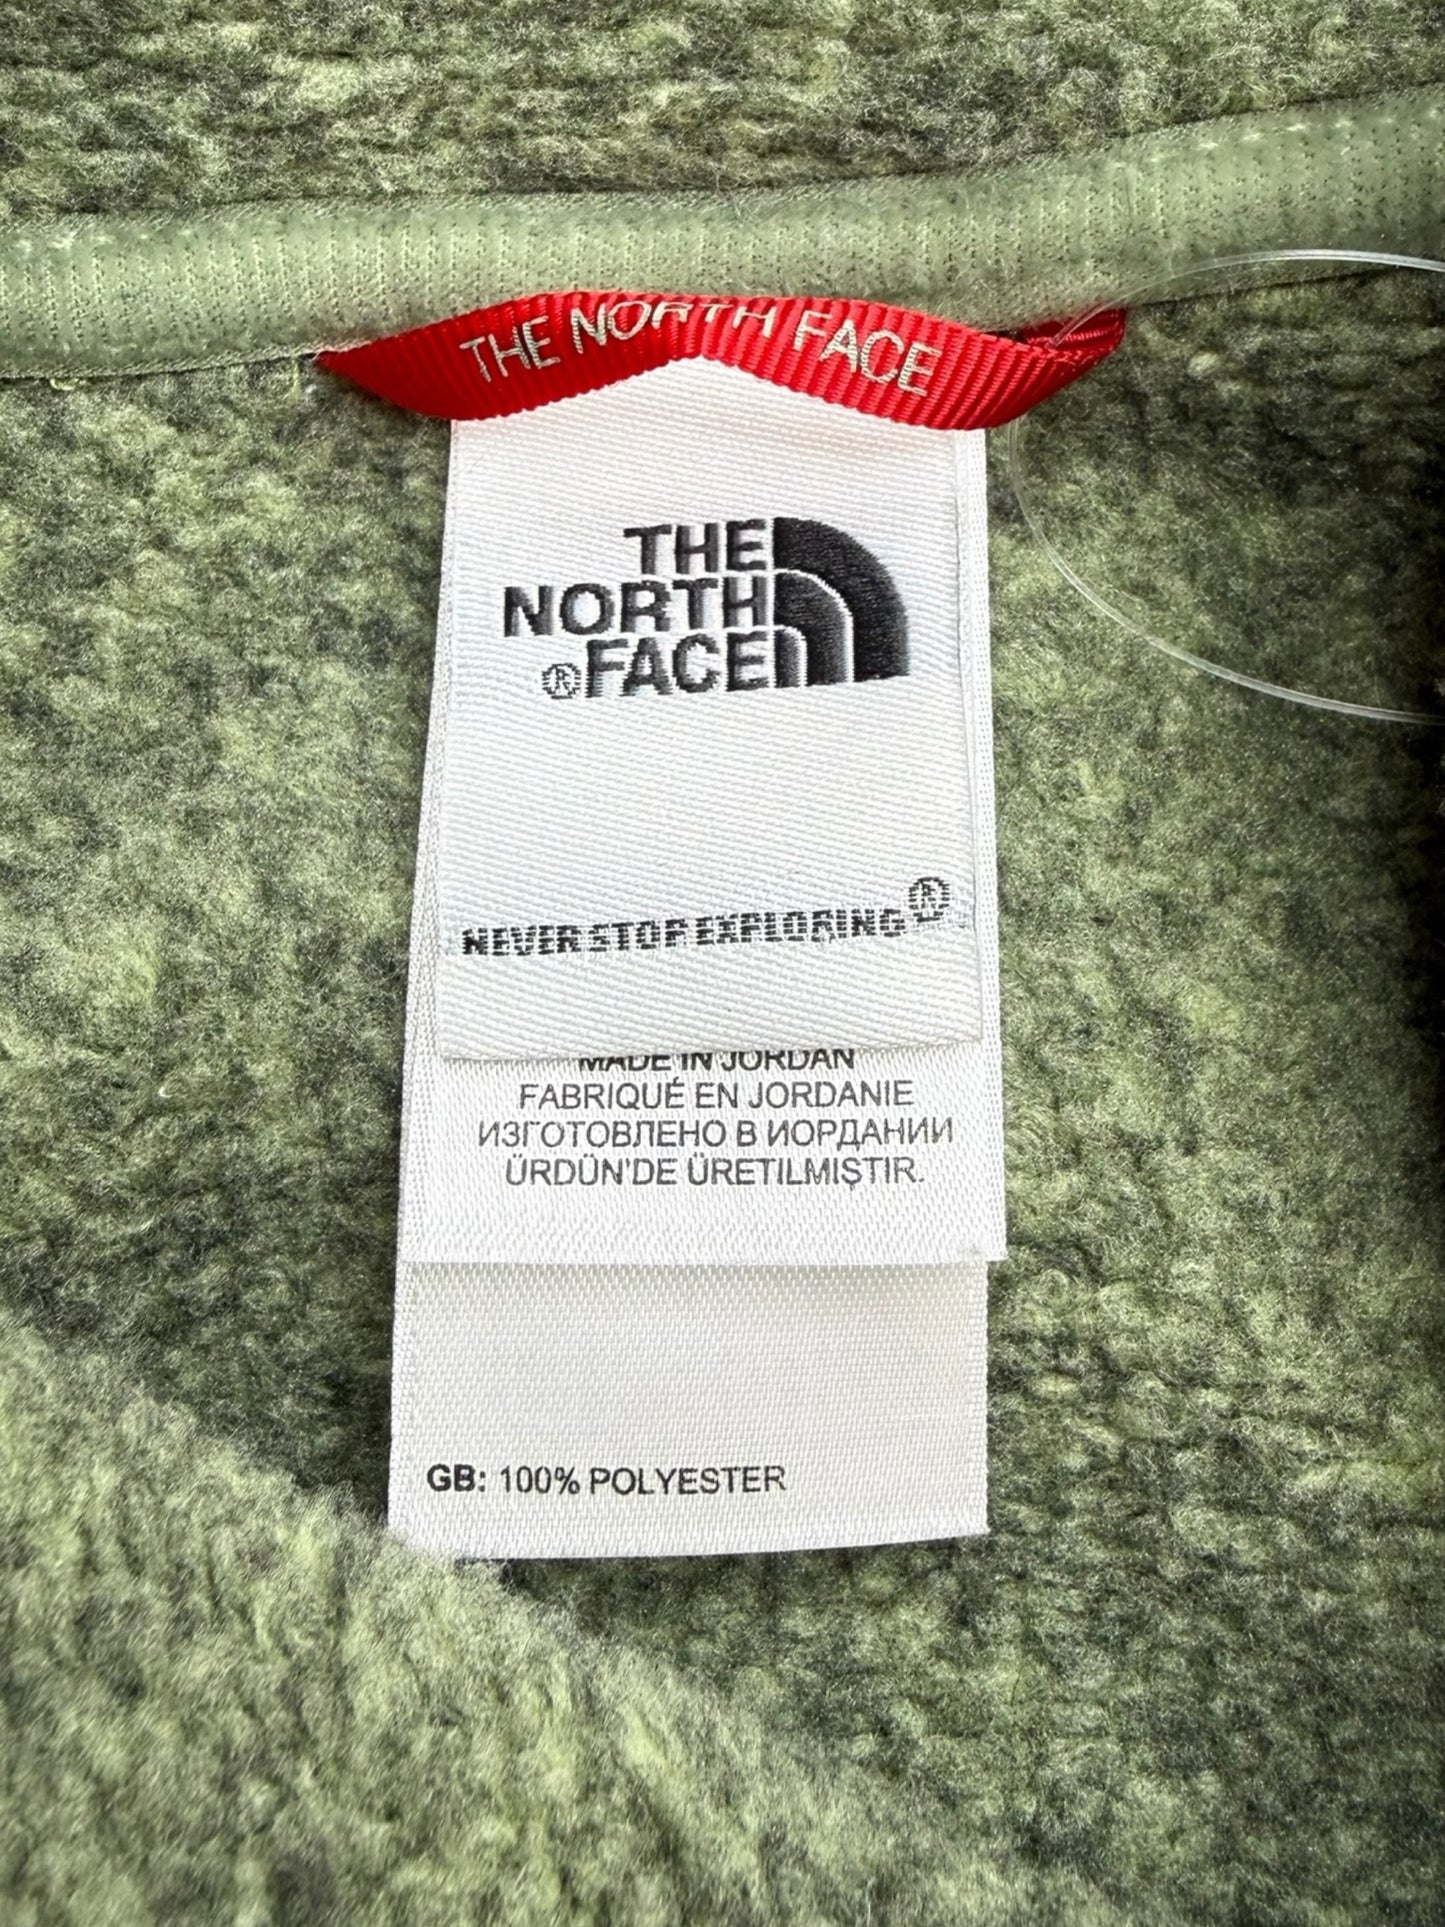 THE NORTH FACE
THE
NORTH
®FACE
NEVER STOP EXPLORING®
MADE IN JORDAN
FABRIQUÉ EN JORDANIE
ИЗГОТОВЛЕНО В ИОРДАНИИ
ÜRDÜN'DE ÜRETILMIŞTIR.
GB: 100% POLYESTER